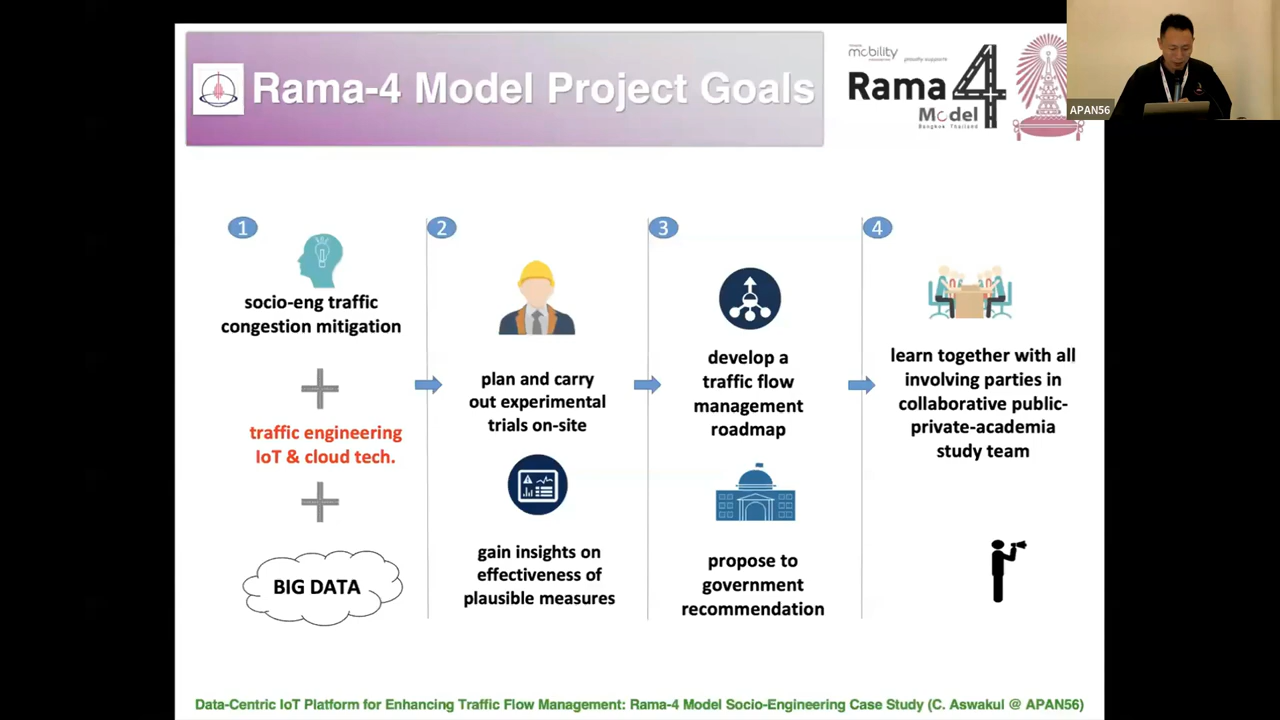 Rama-4 Model Project Goals
mobility
proudly supports
Rama 4
Model
Bangkok Thailand
APAN56
1
socio-eng traffic
congestion mitigation
traffic engineering
IoT & cloud tech.
BIG DATA
2
plan and carry
out experimental
trials on-site
gain insights on
effectiveness of
plausible measures
3
develop a
traffic flow
management
roadmap
propose to
government
recommendation
4
learn together with all
involving parties in
collaborative public-
private-academia
study team
Data-Centric IoT Platform for Enhancing Traffic Flow Management: Rama-4 Model Socio-Engineering Case Study (C. Aswakul @ APAN56)